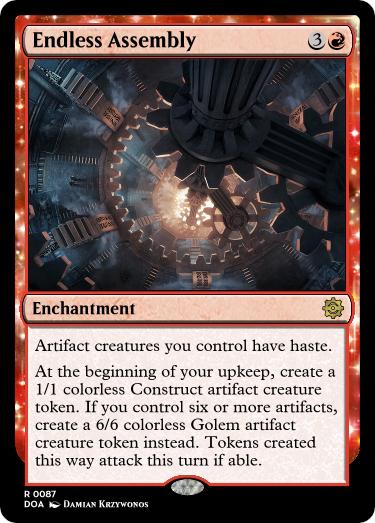 Endless Assembly 3
Enchantment
Artifact creatures you control have haste.
At the beginning of your upkeep, create a
1/1 colorless Construct artifact creature
token. If you control six or more artifacts,
create a 6/6 colorless Golem artifact
creature token instead. Tokens created
this way attack this turn if able.
R 0087
DOA DAMIAN KRZYWONOS